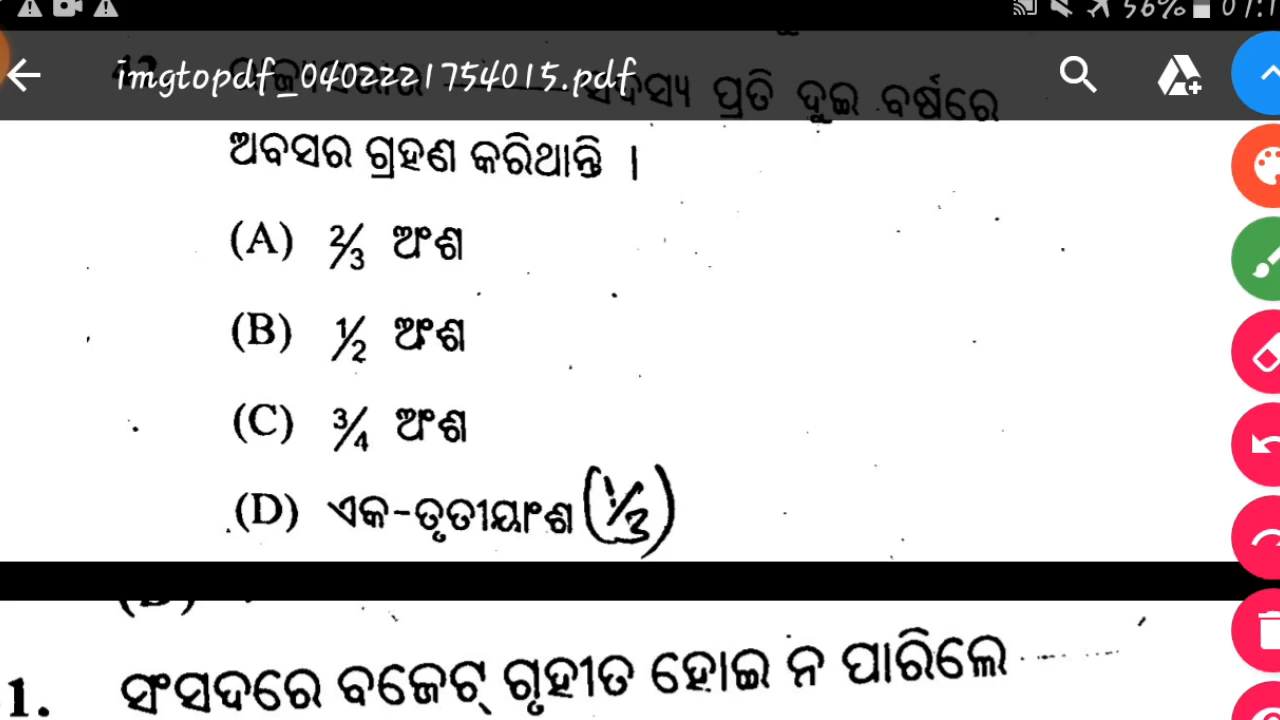 56%
imgtopdf_0402221754015.pdf
ସଦସ୍ୟ ପ୍ରତି ଦୁଇ ବର୍ଷରେ
ଅବସର ଗ୍ରହଣ କରିଥାନ୍ତି ।
(A) 2/3 ଅଂଶ
(B) 1/2 ଅଂଶ
(C) 3/4 ଅଂଶ
(D) ଏକ-ତୃତୀୟାଂଶ (1/3)
1. ସଂସଦରେ ବଜେଟ୍ ଗୃହୀତ ହୋଇ ନ ପାରିଲେ